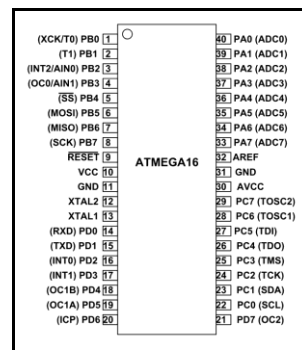 (XCK/T0) PB0 1
(T1) PB1 2
(INT2/AIN0) PB2 3
(OC0/AIN1) PB3 4
(SS) PB4 5
(MOSI) PB5 6
(MISO) PB6 7
(SCK) PB7 8
RESET 9
VCC 10
GND 11
XTAL2 12
XTAL1 13
(RXD) PD0 14
(TXD) PD1 15
(INT0) PD2 16
(INT1) PD3 17
(OC1B) PD4 18
(OC1A) PD5 19
(ICP) PD6 20
ATMEGA16
40 PA0 (ADC0)
39 PA1 (ADC1)
38 PA2 (ADC2)
37 PA3 (ADC3)
36 PA4 (ADC4)
35 PA5 (ADC5)
34 PA6 (ADC6)
33 PA7 (ADC7)
32 AREF
31 GND
30 AVCC
29 PC7 (TOSC2)
28 PC6 (TOSC1)
27 PC5 (TDI)
26 PC4 (TDO)
25 PC3 (TMS)
24 PC2 (TCK)
23 PC1 (SDA)
22 PC0 (SCL)
21 PD7 (OC2)